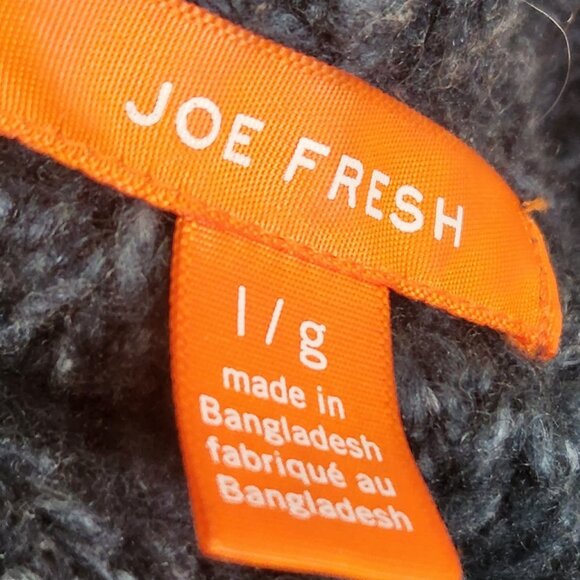 JOE FRESH
l/g
made in
Bangladesh
fabriqué au
Bangladesh